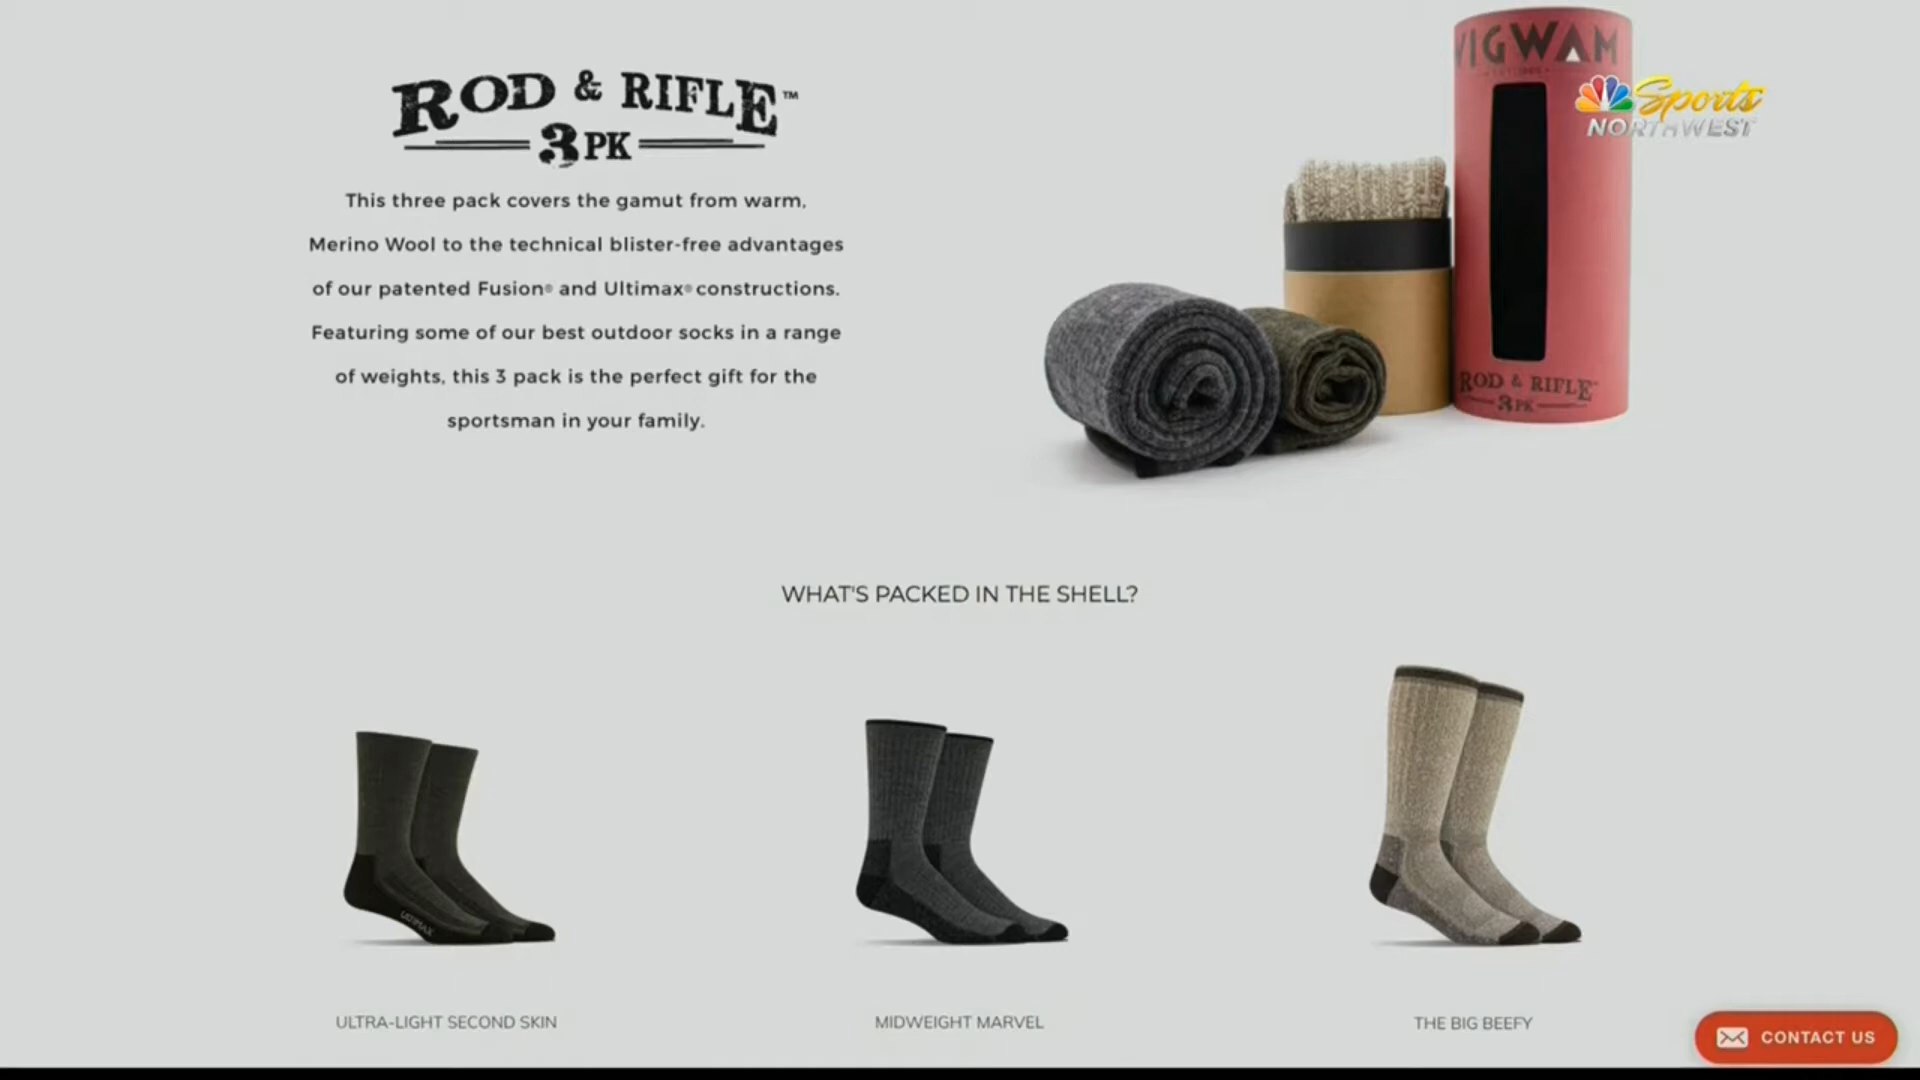 ROD & RIFLE™
3PK
This three pack covers the gamut from warm,
Merino Wool to the technical blister-free advantages
of our patented Fusion® and Ultimax® constructions.
Featuring some of our best outdoor socks in a range
of weights, this 3 pack is the perfect gift for the
sportsman in your family.
VIGWAM
Sports
NORTHWEST
ROD & RIFLE™
3PK
WHAT'S PACKED IN THE SHELL?
ULTIMAX
ULTRA-LIGHT SECOND SKIN
MIDWEIGHT MARVEL
THE BIG BEEFY
CONTACT US